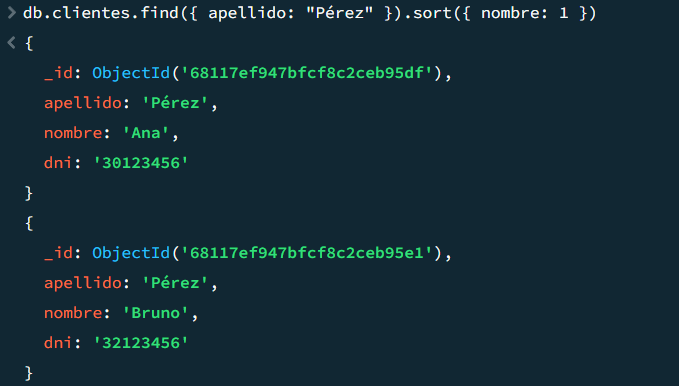 > db.clientes.find({ apellido: "Pérez" }).sort({ nombre: 1 })
< {
_id: ObjectId('68117ef947bfcf8c2ceb95df'),
apellido: 'Pérez',
nombre: 'Ana',
dni: '30123456'
}
{
_id: ObjectId('68117ef947bfcf8c2ceb95e1'),
apellido: 'Pérez',
nombre: 'Bruno',
dni: '32123456'
}